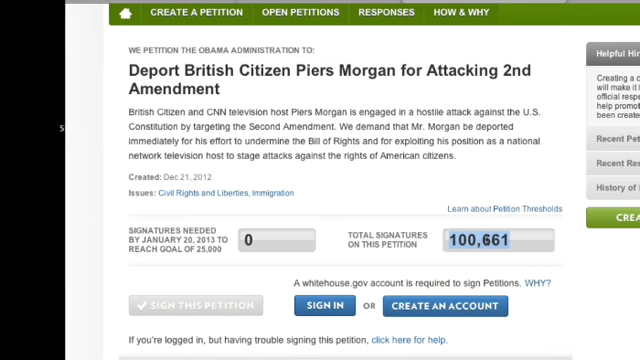 CREATE A PETITION OPEN PETITIONS RESPONSES HOW & WHY
WE PETITION THE OBAMA ADMINISTRATION TO:
Deport British Citizen Piers Morgan for Attacking 2nd
Amendment
British Citizen and CNN television host Piers Morgan is engaged in a hostile attack against the U.S.
Constitution by targeting the Second Amendment. We demand that Mr. Morgan be deported
immediately for his effort to undermine the Bill of Rights and for exploiting his position as a national
network television host to stage attacks against the rights of American citizens.
Created: Dec 21, 2012
Issues: Civil Rights and Liberties, Immigration
Learn about Petition Thresholds
SIGNATURES NEEDED
BY JANUARY 20, 2013 TO
REACH GOAL OF 25,000
0
TOTAL SIGNATURES
ON THIS PETITION
100,661
A whitehouse.gov account is required to sign Petitions. WHY?
SIGN THIS PETITION
SIGN IN OR CREATE AN ACCOUNT
If you're logged in, but having trouble signing this petition, click here for help.
Helpful
Creating a
will make it
official
help
been
Recent
Recent
History of